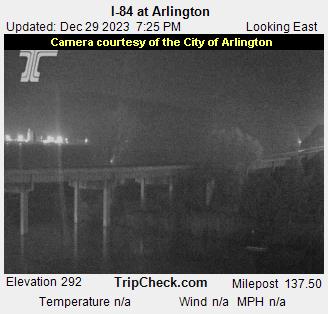 I-84 at Arlington
Updated: Dec 29 2023 7:25 PM Looking East
Camera courtesy of the City of Arlington
Elevation 292 TripCheck.com Milepost 137.50
Temperature n/a Wind n/a MPH n/a